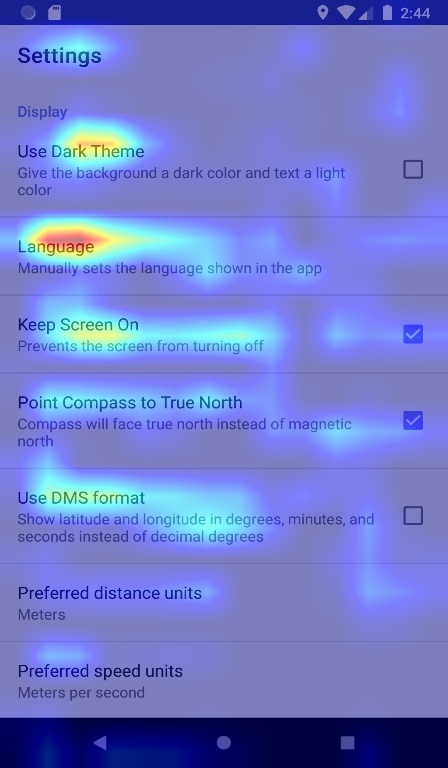 2:44
Settings
Display
Use Dark Theme
Give the background a dark color and text a light
color
Language
Manually sets the language shown in the app
Keep Screen On
Prevents the screen from turning off
Point Compass to True North
Compass will face true north instead of magnetic
north
Use DMS format
Show latitude and longitude in degrees, minutes, and
seconds instead of decimal degrees
Preferred distance units
Meters
Preferred speed units
Meters per second